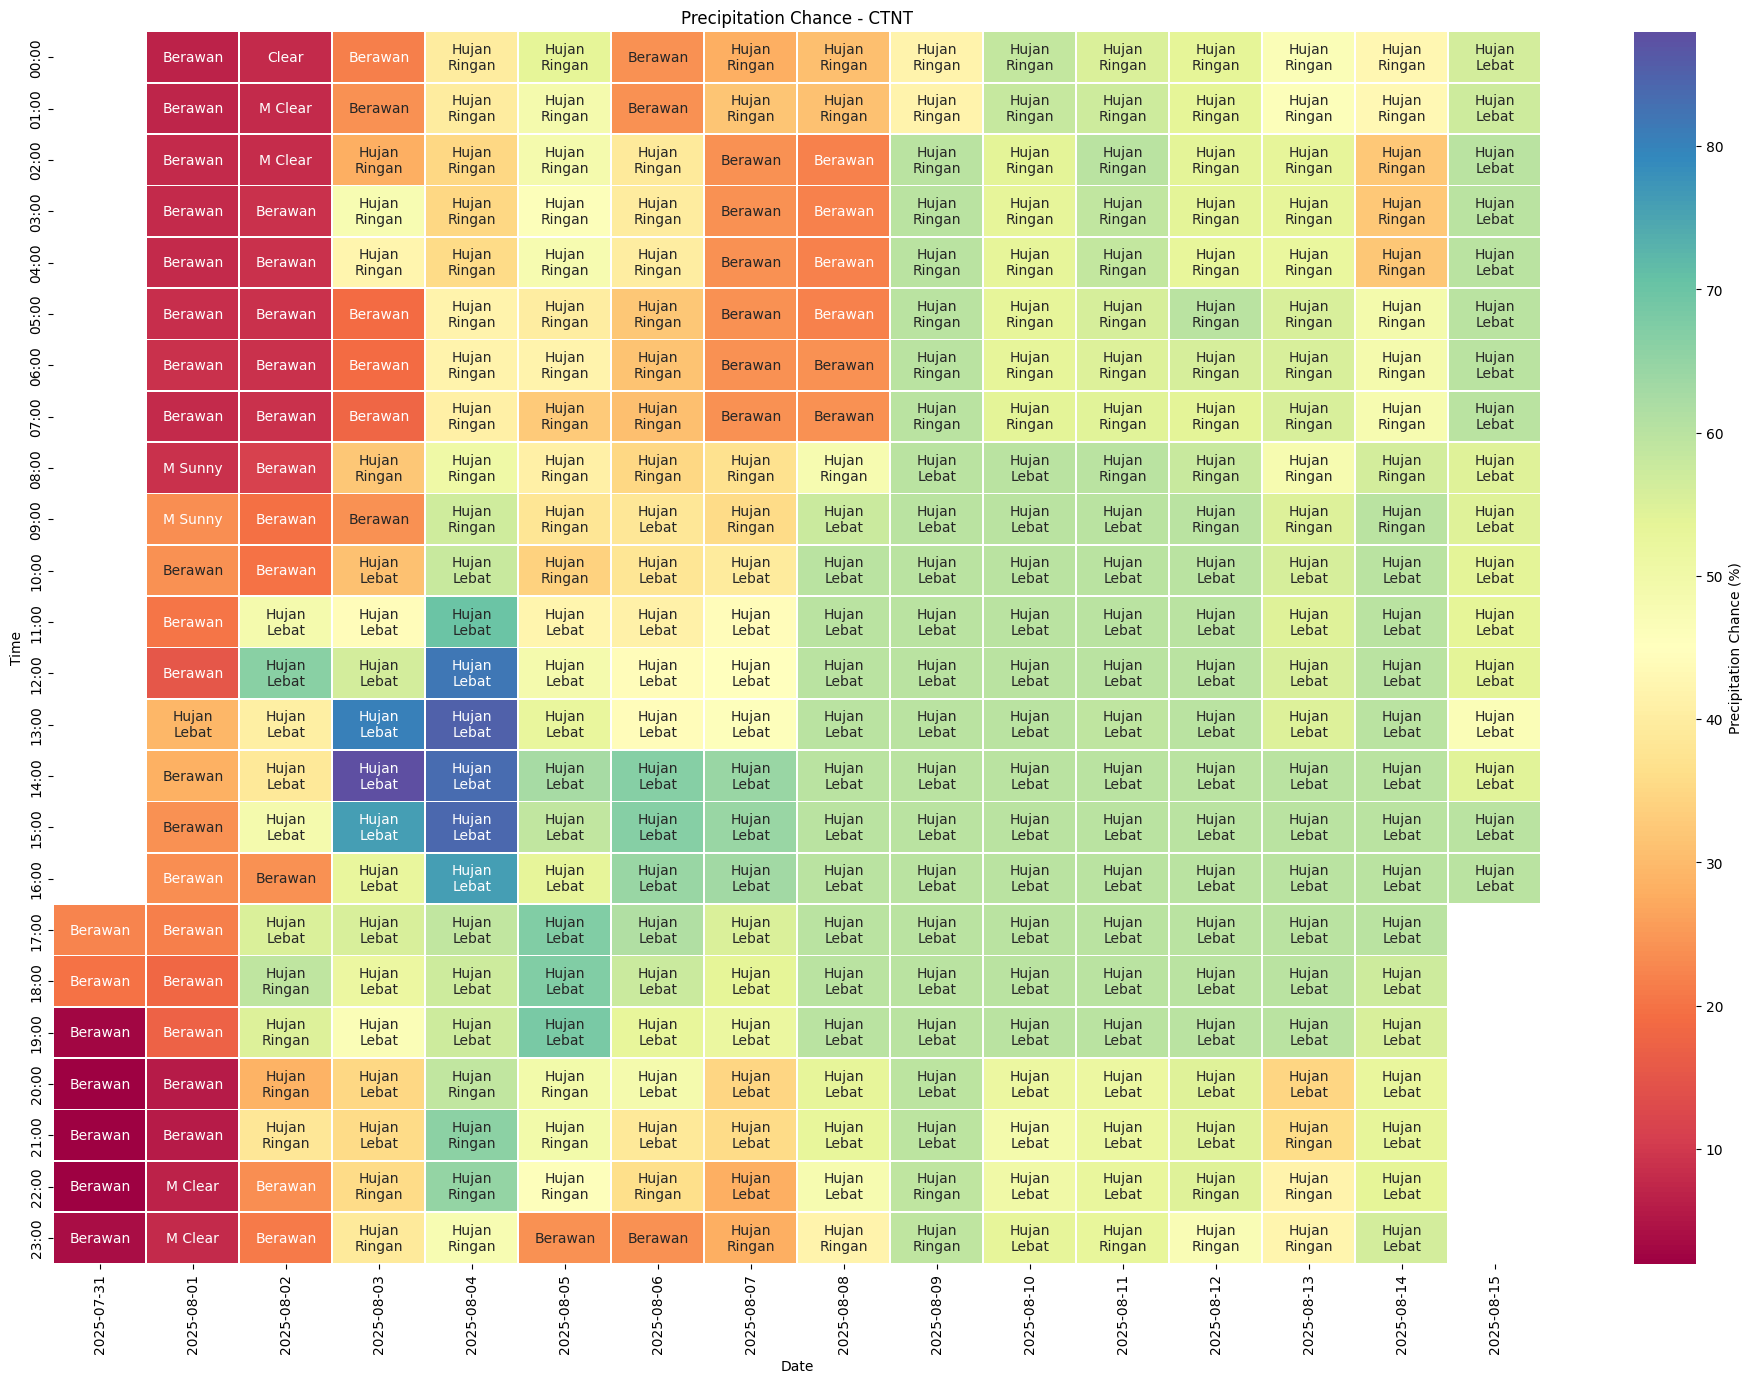 Precipitation Chance - CTNT
00:00 Berawan Clear Berawan Hujan Ringan Hujan Ringan Berawan Hujan Ringan Hujan Ringan Hujan Ringan Hujan Ringan Hujan Ringan Hujan Ringan Hujan Ringan Hujan Ringan Hujan Lebat
01:00 Berawan M Clear Berawan Hujan Ringan Hujan Ringan Berawan Hujan Ringan Hujan Ringan Hujan Ringan Hujan Ringan Hujan Ringan Hujan Ringan Hujan Ringan Hujan Ringan Hujan Lebat
02:00 Berawan M Clear Hujan Ringan Hujan Ringan Hujan Ringan Hujan Ringan Berawan Berawan Hujan Ringan Hujan Ringan Hujan Ringan Hujan Ringan Hujan Ringan Hujan Ringan Hujan Lebat
03:00 Berawan Berawan Hujan Ringan Hujan Ringan Hujan Ringan Hujan Ringan Berawan Berawan Hujan Ringan Hujan Ringan Hujan Ringan Hujan Ringan Hujan Ringan Hujan Ringan Hujan Lebat
04:00 Berawan Berawan Hujan Ringan Hujan Ringan Hujan Ringan Hujan Ringan Berawan Berawan Hujan Ringan Hujan Ringan Hujan Ringan Hujan Ringan Hujan Ringan Hujan Ringan Hujan Lebat
05:00 Berawan Berawan Berawan Hujan Ringan Hujan Ringan Hujan Ringan Berawan Berawan Hujan Ringan Hujan Ringan Hujan Ringan Hujan Ringan Hujan Ringan Hujan Ringan Hujan Lebat
06:00 Berawan Berawan Berawan Hujan Ringan Hujan Ringan Hujan Ringan Berawan Berawan Hujan Ringan Hujan Ringan Hujan Ringan Hujan Ringan Hujan Ringan Hujan Ringan Hujan Lebat
07:00 Berawan Berawan Berawan Hujan Ringan Hujan Ringan Hujan Ringan Berawan Berawan Hujan Ringan Hujan Ringan Hujan Ringan Hujan Ringan Hujan Ringan Hujan Ringan Hujan Lebat
08:00 M Sunny Berawan Hujan Ringan Hujan Ringan Hujan Ringan Hujan Ringan Hujan Ringan Hujan Ringan Hujan Lebat Hujan Lebat Hujan Ringan Hujan Ringan Hujan Ringan Hujan Ringan Hujan Lebat
09:00 M Sunny Berawan Berawan Hujan Ringan Hujan Ringan Hujan Lebat Hujan Ringan Hujan Lebat Hujan Lebat Hujan Lebat Hujan Lebat Hujan Ringan Hujan Ringan Hujan Ringan Hujan Lebat
10:00 Berawan Berawan Hujan Lebat Hujan Lebat Hujan Ringan Hujan Lebat Hujan Lebat Hujan Lebat Hujan Lebat Hujan Lebat Hujan Lebat Hujan Lebat Hujan Lebat Hujan Lebat Hujan Lebat
11:00 Berawan Hujan Lebat Hujan Lebat Hujan Lebat Hujan Lebat Hujan Lebat Hujan Lebat Hujan Lebat Hujan Lebat Hujan Lebat Hujan Lebat Hujan Lebat Hujan Lebat Hujan Lebat Hujan Lebat
12:00 Berawan Hujan Lebat Hujan Lebat Hujan Lebat Hujan Lebat Hujan Lebat Hujan Lebat Hujan Lebat Hujan Lebat Hujan Lebat Hujan Lebat Hujan Lebat Hujan Lebat Hujan Lebat Hujan Lebat
13:00 Hujan Lebat Hujan Lebat Hujan Lebat Hujan Lebat Hujan Lebat Hujan Lebat Hujan Lebat Hujan Lebat Hujan Lebat Hujan Lebat Hujan Lebat Hujan Lebat Hujan Lebat Hujan Lebat Hujan Lebat
14:00 Berawan Hujan Lebat Hujan Lebat Hujan Lebat Hujan Lebat Hujan Lebat Hujan Lebat Hujan Lebat Hujan Lebat Hujan Lebat Hujan Lebat Hujan Lebat Hujan Lebat Hujan Lebat Hujan Lebat
15:00 Berawan Hujan Lebat Hujan Lebat Hujan Lebat Hujan Lebat Hujan Lebat Hujan Lebat Hujan Lebat Hujan Lebat Hujan Lebat Hujan Lebat Hujan Lebat Hujan Lebat Hujan Lebat Hujan Lebat
16:00 Berawan Berawan Hujan Lebat Hujan Lebat Hujan Lebat Hujan Lebat Hujan Lebat Hujan Lebat Hujan Lebat Hujan Lebat Hujan Lebat Hujan Lebat Hujan Lebat Hujan Lebat Hujan Lebat
17:00 Berawan Berawan Hujan Lebat Hujan Lebat Hujan Lebat Hujan Lebat Hujan Lebat Hujan Lebat Hujan Lebat Hujan Lebat Hujan Lebat Hujan Lebat Hujan Lebat Hujan Lebat Hujan Lebat
18:00 Berawan Berawan Hujan Ringan Hujan Lebat Hujan Lebat Hujan Lebat Hujan Lebat Hujan Lebat Hujan Lebat Hujan Lebat Hujan Lebat Hujan Lebat Hujan Lebat Hujan Lebat Hujan Lebat
19:00 Berawan Berawan Hujan Ringan Hujan Lebat Hujan Lebat Hujan Lebat Hujan Lebat Hujan Lebat Hujan Lebat Hujan Lebat Hujan Lebat Hujan Lebat Hujan Lebat Hujan Lebat Hujan Lebat
20:00 Berawan Berawan Hujan Ringan Hujan Lebat Hujan Ringan Hujan Ringan Hujan Lebat Hujan Lebat Hujan Lebat Hujan Lebat Hujan Lebat Hujan Lebat Hujan Lebat Hujan Lebat Hujan Lebat
21:00 Berawan Berawan Hujan Ringan Hujan Lebat Hujan Ringan Hujan Ringan Hujan Lebat Hujan Lebat Hujan Lebat Hujan Lebat Hujan Lebat Hujan Lebat Hujan Lebat Hujan Ringan Hujan Lebat
22:00 Berawan M Clear Berawan Hujan Ringan Hujan Ringan Hujan Ringan Hujan Ringan Hujan Lebat Hujan Lebat Hujan Ringan Hujan Lebat Hujan Lebat Hujan Ringan Hujan Ringan Hujan Lebat
23:00 Berawan M Clear Berawan Hujan Ringan Hujan Ringan Berawan Berawan Hujan Ringan Hujan Ringan Hujan Ringan Hujan Lebat Hujan Ringan Hujan Ringan Hujan Ringan Hujan Lebat
Time
2025-07-31 2025-08-01 2025-08-02 2025-08-03 2025-08-04 2025-08-05 2025-08-06 2025-08-07 2025-08-08 2025-08-09 2025-08-10 2025-08-11 2025-08-12 2025-08-13 2025-08-14 2025-08-15
Date
80
70
60
50
40
30
20
10
Precipitation Chance (%)